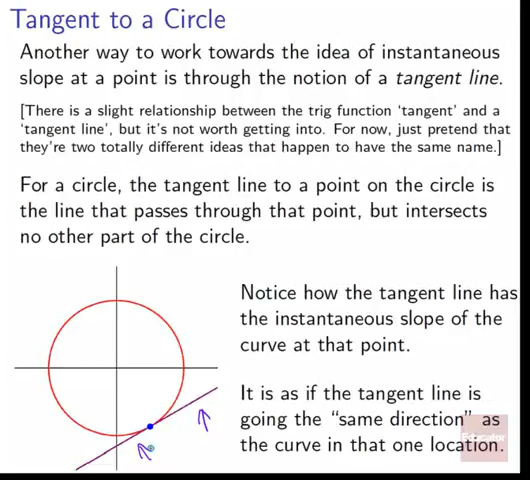 Tangent to a Circle
Another way to work towards the idea of instantaneous
slope at a point is through the notion of a tangent line.
[There is a slight relationship between the trig function ‘tangent’ and a
‘tangent line’, but it’s not worth getting into. For now, just pretend that
they’re two totally different ideas that happen to have the same name.]
For a circle, the tangent line to a point on the circle is
the line that passes through that point, but intersects
no other part of the circle.
Notice how the tangent line has
the instantaneous slope of the
curve at that point.
It is as if the tangent line is
going the “same direction” as
the curve in that one location.
Educator